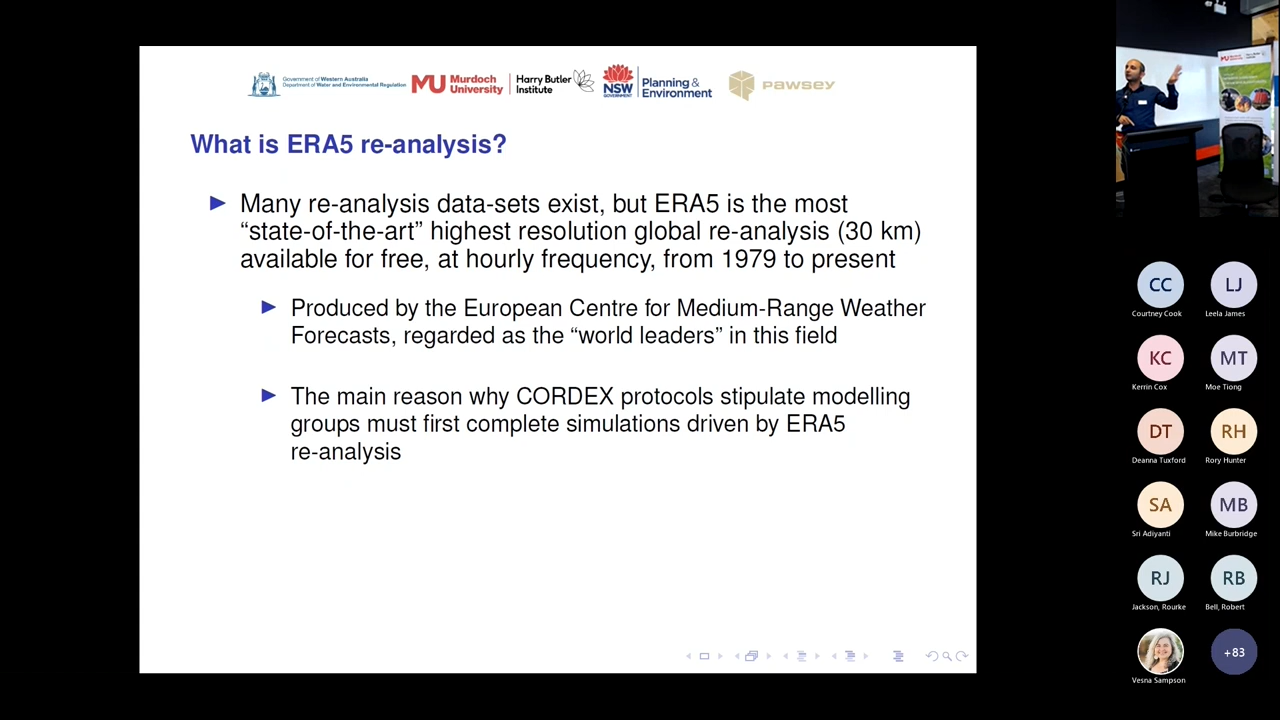 Government of Western Australia
Department of Water and Environmental Regulation
MU Murdoch University
Harry Butler Institute
NSW GOVERNMENT
Planning & Environment
PAWSEY
What is ERA5 re-analysis?
Many re-analysis data-sets exist, but ERA5 is the most
“state-of-the-art” highest resolution global re-analysis (30 km)
available for free, at hourly frequency, from 1979 to present
Produced by the European Centre for Medium-Range Weather
Forecasts, regarded as the “world leaders” in this field
The main reason why CORDEX protocols stipulate modelling
groups must first complete simulations driven by ERA5
re-analysis
CC
Courtney Cook
LJ
Leela James
KC
Kerrin Cox
MT
Moe Tiong
DT
Deanna Tuxford
RH
Rory Hunter
SA
Sri Adiyanti
MB
Mike Burbridge
RJ
Jackson, Rourke
RB
Bell, Robert
Vesna Sampson
+83